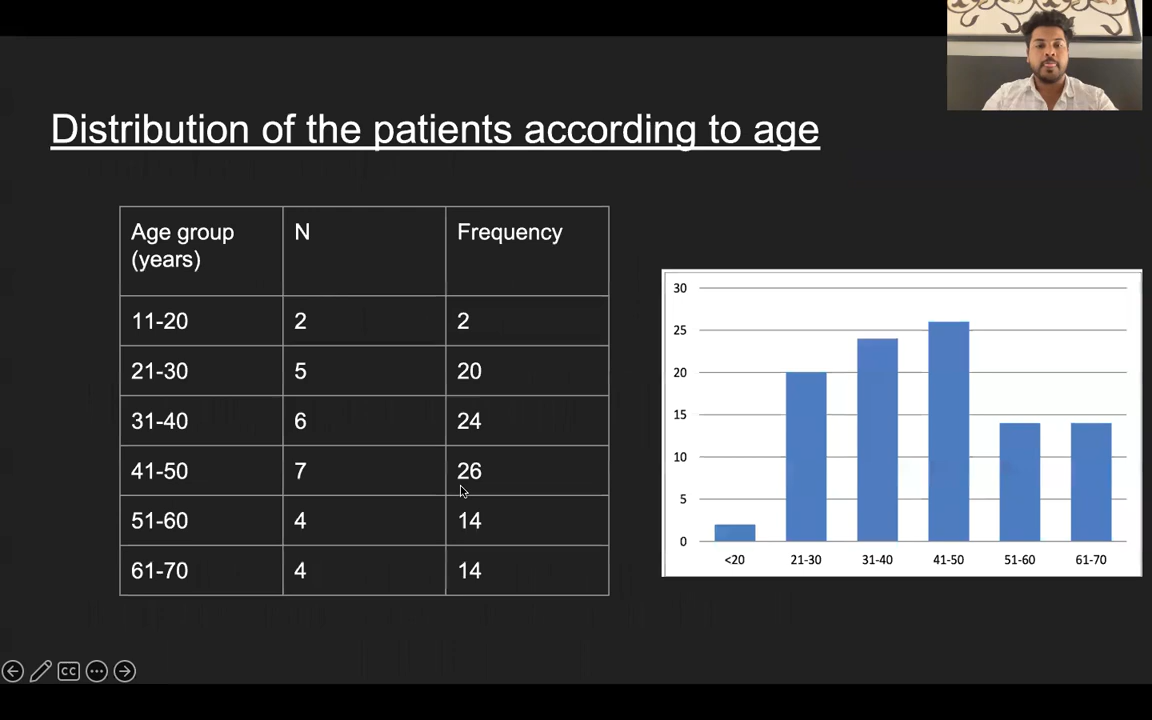 Distribution of the patients according to age
Age group (years) N Frequency
11-20 2 2
21-30 5 20
31-40 6 24
41-50 7 26
51-60 4 14
61-70 4 14
30
25
20
15
10
5
0
<20 21-30 31-40 41-50 51-60 61-70
CC